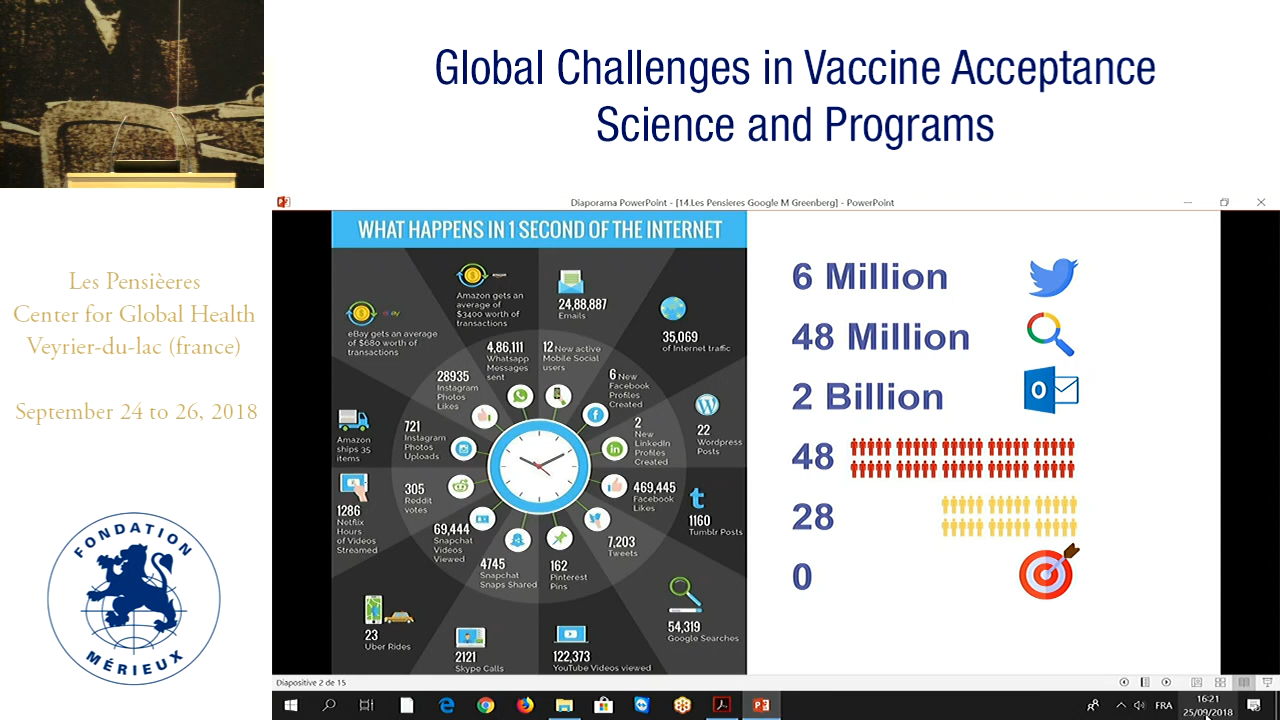 Global Challenges in Vaccine Acceptance
Science and Programs
Les Pensièeres
Center for Global Health
Veyrier-du-lac (france)
September 24 to 26, 2018
FONDATION
MÉRIEUX
Diaporama PowerPoint - [14.Les Pensieres Google M Greenberg] - PowerPoint
WHAT HAPPENS IN 1 SECOND OF THE INTERNET
eBay gets an average
of $680 worth of
transactions
Amazon gets an
average of
$3400 worth of
transactions
24,88,887
Emails
35,069
of Internet traffic
4,86,111
Whatsapp
Messages
sent
12 New active
Mobile Social
users
28935
Instagram
Photos
Likes
6 New
Facebook
Profiles
Created
721
Instagram
Photos
Uploads
2
New
LinkedIn
Profiles
Created
22
Wordpress
Posts
Amazon
ships 35
items
305
Reddit
votes
469,445
Facebook
Likes
1286
Netflix
Hours
of Videos
Streamed
69,444
Snapchat
Videos
Viewed
4745
Snapchat
Snaps Shared
162
Pinterest
Pins
7,203
Tweets
1160
Tumblr Posts
23
Uber Rides
2121
Skype Calls
122,373
YouTube Videos viewed
54,319
Google Searches
6 Million
48 Million
2 Billion
48
28
0
Diapositive 2 de 15
FRA
16:21
25/09/2018